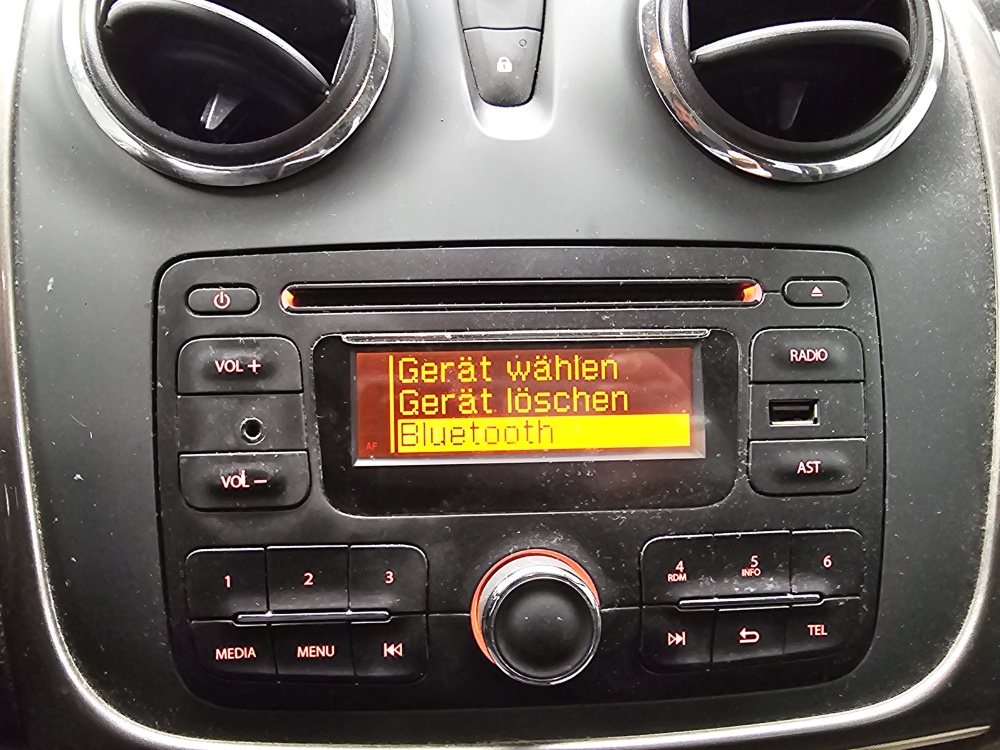 VOL +
RADIO
Gerät wählen
Gerät löschen
Bluetooth
AF
VOL −
AST
1
2
3
4
RDM
5
INFO
6
MEDIA
MENU
TEL